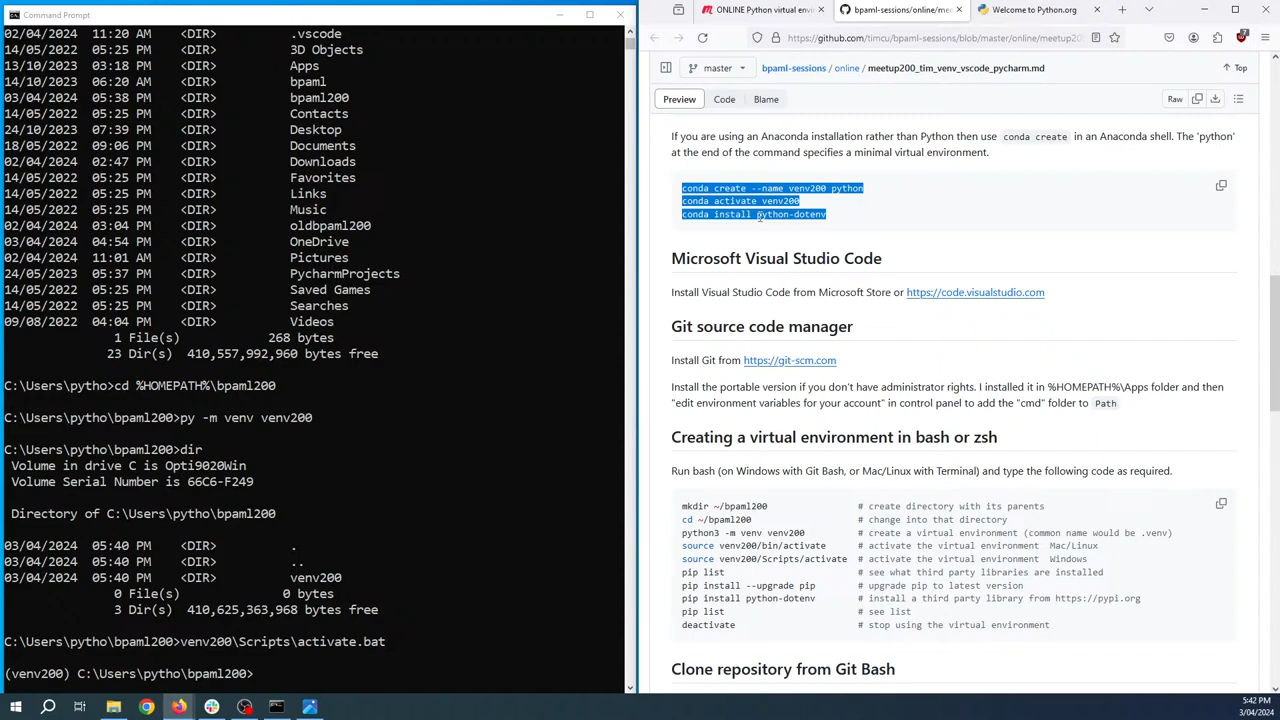 Command Prompt
02/04/2024  11:20 AM    <DIR>          .vscode
14/05/2023  05:25 PM    <DIR>          3D Objects
13/10/2023  03:18 PM    <DIR>          Apps
14/10/2023  06:20 AM    <DIR>          bpaml
03/04/2024  05:38 PM    <DIR>          bpaml200
14/05/2023  05:25 PM    <DIR>          Contacts
24/10/2023  07:39 PM    <DIR>          Desktop
18/05/2023  09:06 PM    <DIR>          Documents
02/04/2024  02:47 PM    <DIR>          Downloads
14/05/2023  05:25 PM    <DIR>          Favorites
14/05/2023  05:25 PM    <DIR>          Links
14/05/2023  05:25 PM    <DIR>          Music
02/04/2024  03:04 PM    <DIR>          oldbpaml200
03/04/2024  04:54 PM    <DIR>          OneDrive
02/04/2024  11:01 AM    <DIR>          Pictures
24/05/2023  05:37 PM    <DIR>          PycharmProjects
14/05/2023  05:25 PM    <DIR>          Saved Games
14/05/2023  05:25 PM    <DIR>          Searches
09/08/2022  04:04 PM    <DIR>          Videos
1 File(s)            268 bytes
23 Dir(s)  410,557,992,960 bytes free
C:\Users\pytho>cd %HOMEPATH%\bpaml200
C:\Users\pytho\bpaml200>py -m venv venv200
C:\Users\pytho\bpaml200>dir
Volume in drive C is Opti9020Win
Volume Serial Number is 66C6-F249
Directory of C:\Users\pytho\bpaml200
03/04/2024  05:40 PM    <DIR>          .
03/04/2024  05:40 PM    <DIR>          ..
03/04/2024  05:40 PM    <DIR>          venv200
0 File(s)              0 bytes
3 Dir(s)  410,625,363,968 bytes free
C:\Users\pytho\bpaml200>venv200\Scripts\activate.bat
(venv200) C:\Users\pytho\bpaml200>
ONLINE Python virtual envi
bpaml-sessions/online/mee
Welcome to Python.org
https://github.com/timcu/bpaml-sessions/blob/master/online/meetup200
master
bpaml-sessions / online / meetup200_tim_venv_vscode_pycharm.md
Top
Preview
Code
Blame
Raw
If you are using an Anaconda installation rather than Python then use conda create in an Anaconda shell. The 'python'
at the end of the command specifies a minimal virtual environment.
conda create --name venv200 python
conda activate venv200
conda install python-dotenv
Microsoft Visual Studio Code
Install Visual Studio Code from Microsoft Store or https://code.visualstudio.com
Git source code manager
Install Git from https://git-scm.com
Install the portable version if you don't have administrator rights. I installed it in %HOMEPATH%\Apps folder and then
"edit environment variables for your account" in control panel to add the "cmd" folder to Path
Creating a virtual environment in bash or zsh
Run bash (on Windows with Git Bash, or Mac/Linux with Terminal) and type the following code as required.
mkdir ~/bpaml200                 # create directory with its parents
cd ~/bpaml200                    # change into that directory
python3 -m venv venv200          # create a virtual environment (common name would be .venv)
source venv200/bin/activate      # activate the virtual environment  Mac/Linux
source venv200/Scripts/activate  # activate the virtual environment  Windows
pip list                         # see what third party libraries are installed
pip install --upgrade pip        # upgrade pip to latest version
pip install python-dotenv        # install a third party library from https://pypi.org
pip list                         # see list
deactivate                       # stop using the virtual environment
Clone repository from Git Bash
5:42 PM
3/04/2024